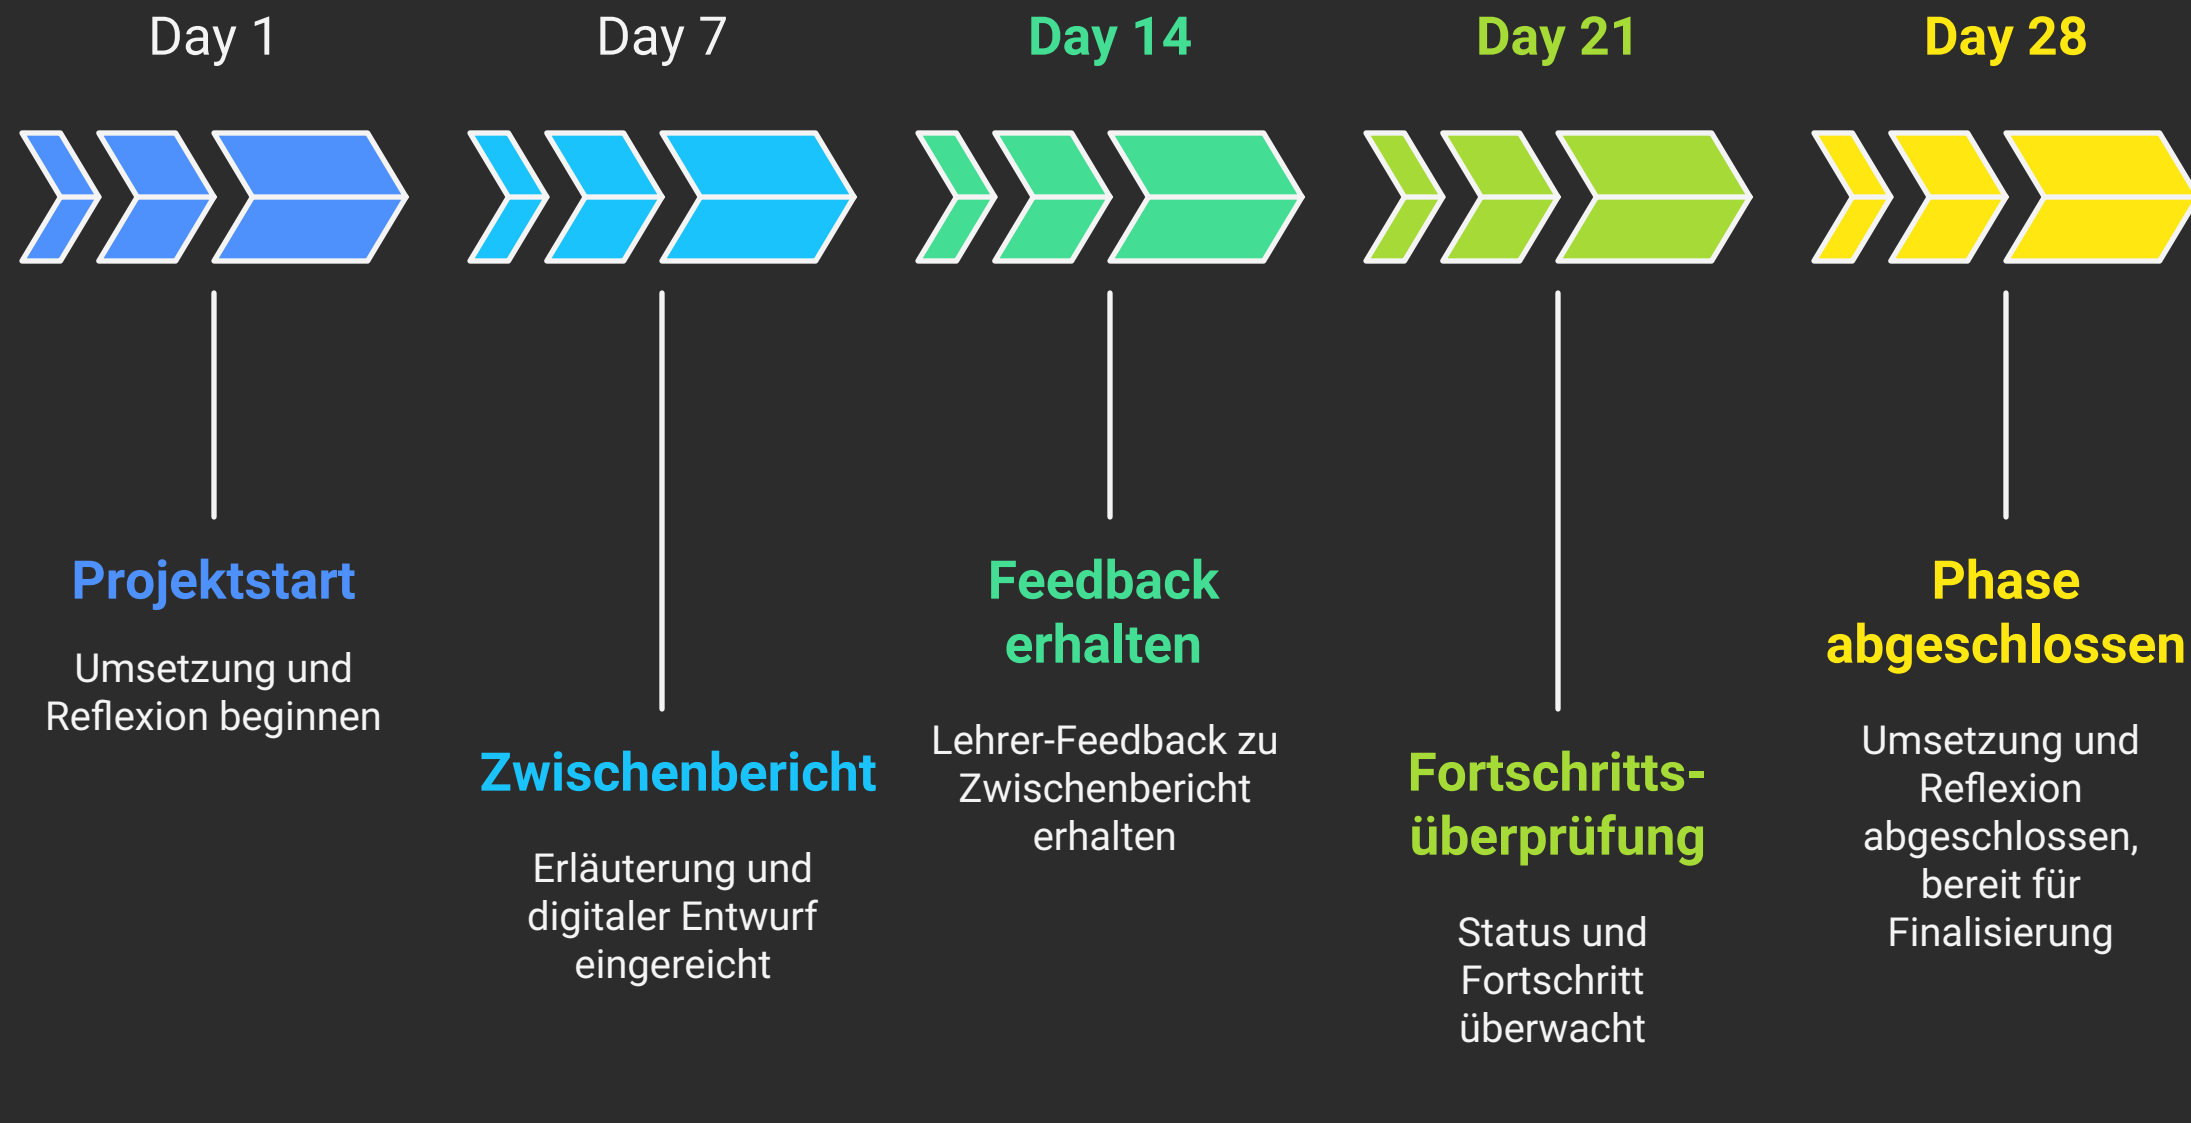 Day 1
Day 7
Day 14
Day 21
Day 28
Projektstart
Umsetzung und
Reflexion beginnen
Zwischenbericht
Erläuterung und
digitaler Entwurf
eingereicht
Feedback
erhalten
Lehrer-Feedback zu
Zwischenbericht
erhalten
Fortschritts-
überprüfung
Status und
Fortschritt
überwacht
Phase
abgeschlossen
Umsetzung und
Reflexion
abgeschlossen,
bereit für
Finalisierung